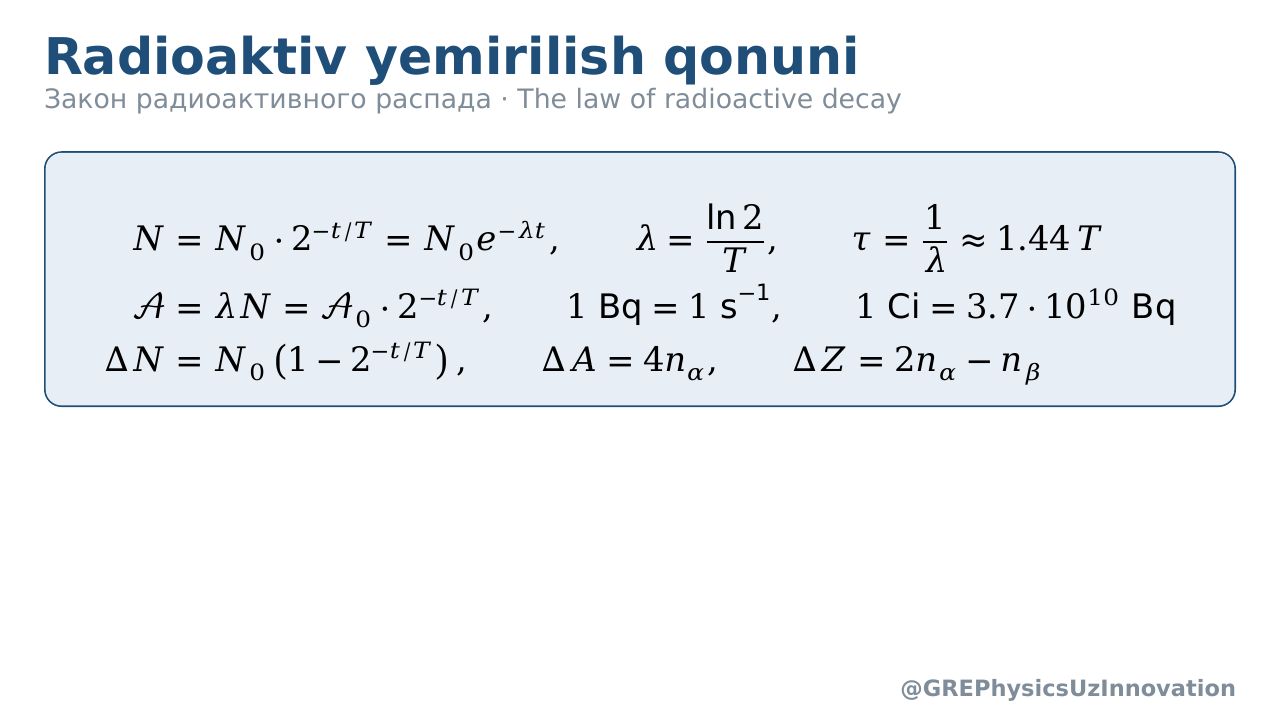 Radioaktiv yemirilish qonuni
Закон радиоактивного распада · The law of radioactive decay
N = N₀ · 2^{−t/T} = N₀e^{−λt}, λ = ln 2 / T, τ = 1/λ ≈ 1.44 T
𝒜 = λN = 𝒜₀ · 2^{−t/T}, 1 Bq = 1 s⁻¹, 1 Ci = 3.7 · 10¹⁰ Bq
ΔN = N₀ (1 − 2^{−t/T}), ΔA = 4n_α, ΔZ = 2n_α − n_β
@GREPhysicsUzInnovation